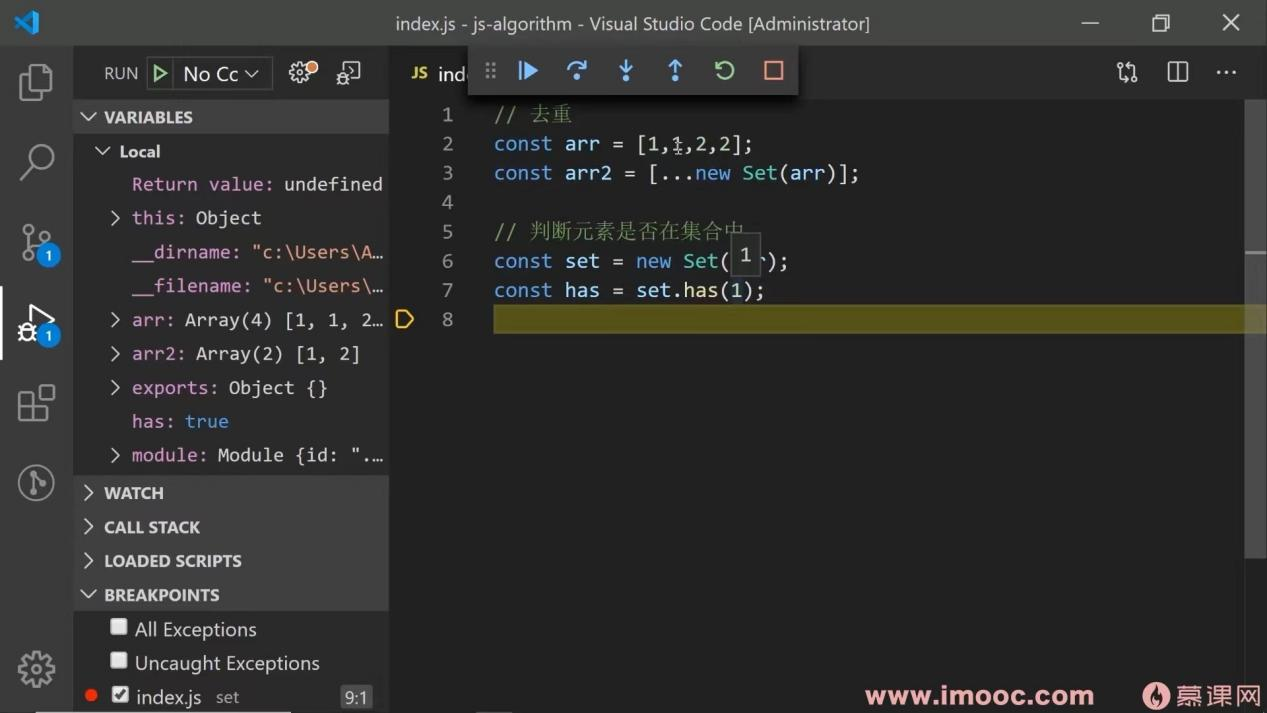 index.js - js-algorithm - Visual Studio Code [Administrator]
RUN No Cc
JS ind
VARIABLES
Local
Return value: undefined
this: Object
__dirname: "c:\Users\A…
__filename: "c:\Users\…
arr: Array(4) [1, 1, 2…
arr2: Array(2) [1, 2]
exports: Object {}
has: true
module: Module {id: ".…
WATCH
CALL STACK
LOADED SCRIPTS
BREAKPOINTS
All Exceptions
Uncaught Exceptions
index.js set 9:1
1
1
1 // 去重
2 const arr = [1,1,2,2];
3 const arr2 = [...new Set(arr)];
4
5 // 判断元素是否在集合中
6 const set = new Set( r);
1
7 const has = set.has(1);
8
www.imooc.com 慕课网